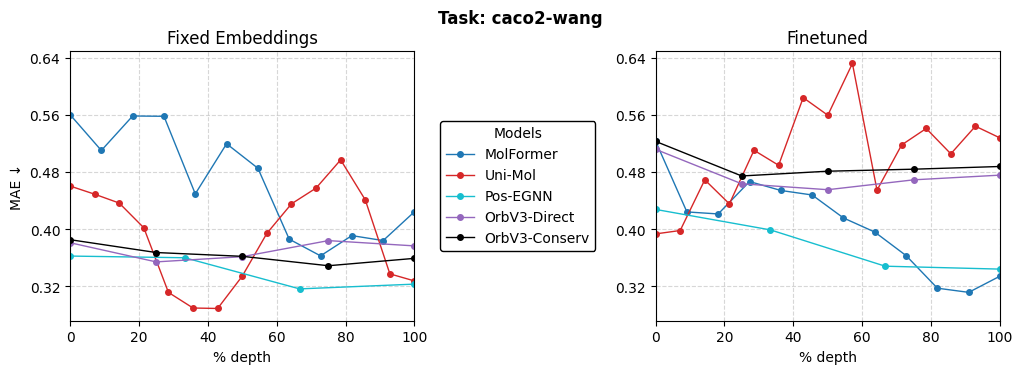 Task: caco2-wang
Fixed Embeddings
MAE ↓
0.64
0.56
0.48
0.40
0.32
0 20 40 60 80 100
% depth
Models
MolFormer
Uni-Mol
Pos-EGNN
OrbV3-Direct
OrbV3-Conserv
Finetuned
0.64
0.56
0.48
0.40
0.32
0 20 40 60 80 100
% depth